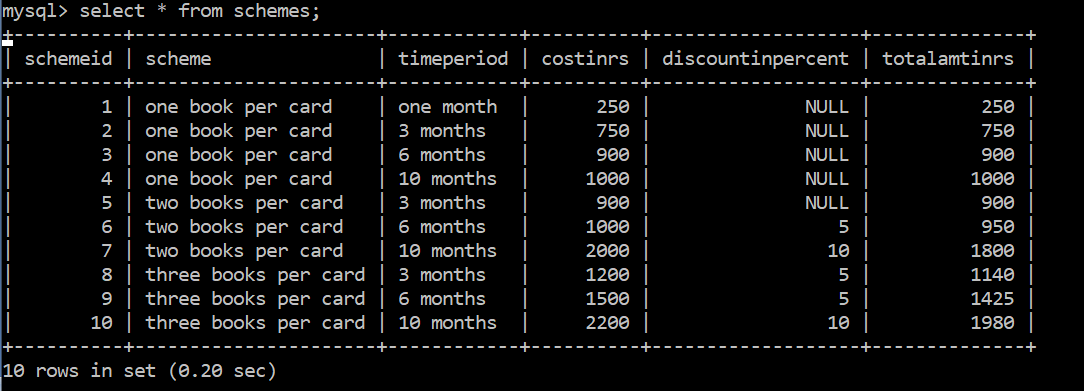 mysql> select * from schemes;
+----------+----------------------+------------+-----------+-------------------+--------------+
| schemeid | scheme               | timeperiod | costinrs | discountinpercent | totalamtinrs |
+----------+----------------------+------------+-----------+-------------------+--------------+
| 1 | one book per card | one month | 250 | NULL | 250 |
| 2 | one book per card | 3 months | 750 | NULL | 750 |
| 3 | one book per card | 6 months | 900 | NULL | 900 |
| 4 | one book per card | 10 months | 1000 | NULL | 1000 |
| 5 | two books per card | 3 months | 900 | NULL | 900 |
| 6 | two books per card | 6 months | 1000 | 5 | 950 |
| 7 | two books per card | 10 months | 2000 | 10 | 1800 |
| 8 | three books per card | 3 months | 1200 | 5 | 1140 |
| 9 | three books per card | 6 months | 1500 | 5 | 1425 |
| 10 | three books per card | 10 months | 2200 | 10 | 1980 |
+----------+----------------------+------------+-----------+-------------------+--------------+
10 rows in set (0.20 sec)